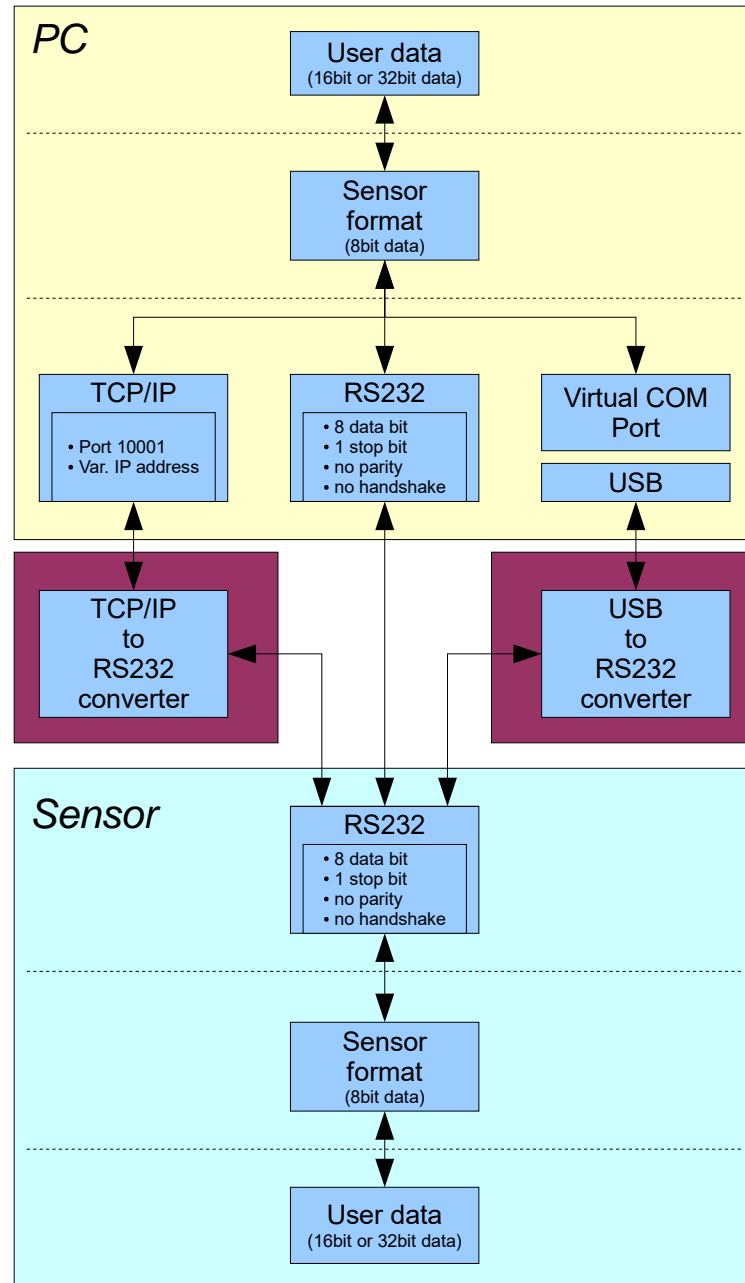 PC
User data
(16bit or 32bit data)
Sensor
format
(8bit data)
TCP/IP
• Port 10001
• Var. IP address
RS232
• 8 data bit
• 1 stop bit
• no parity
• no handshake
Virtual COM
Port
USB
TCP/IP
to
RS232
converter
USB
to
RS232
converter
Sensor
RS232
• 8 data bit
• 1 stop bit
• no parity
• no handshake
Sensor
format
(8bit data)
User data
(16bit or 32bit data)